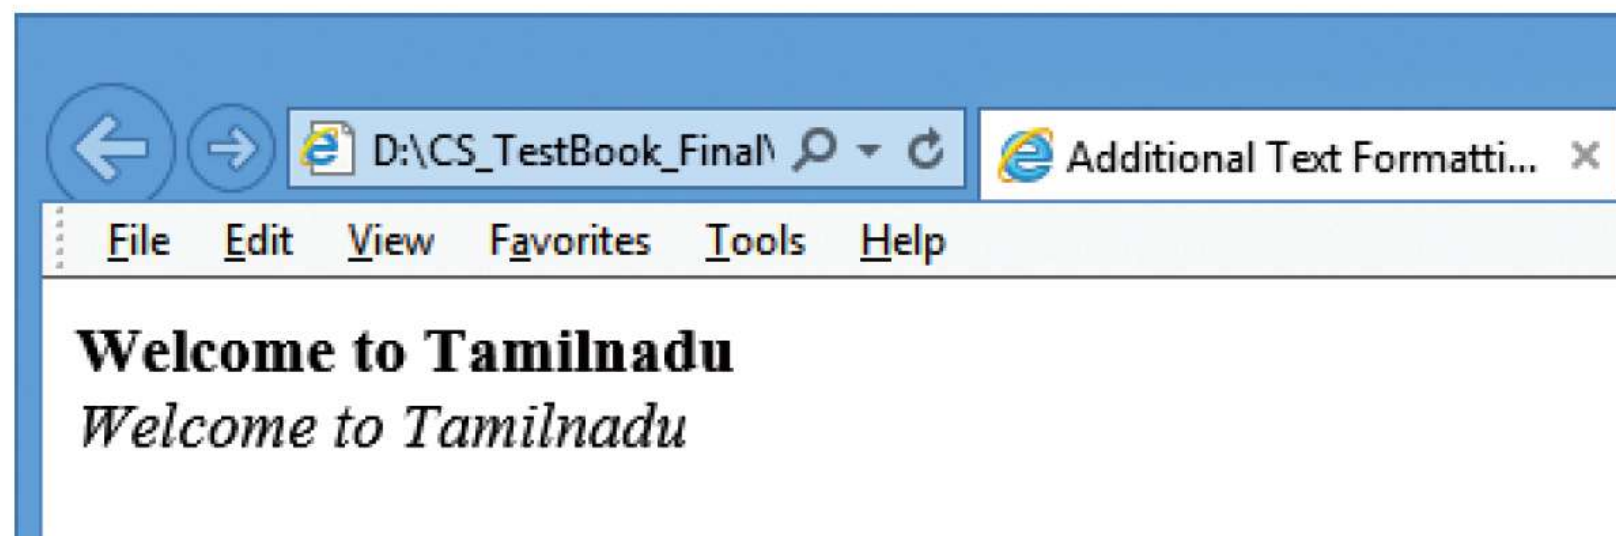 D:\CS_TestBook_Final\ Additional Text Formatti...
File Edit View Favorites Tools Help
Welcome to Tamilnadu
Welcome to Tamilnadu